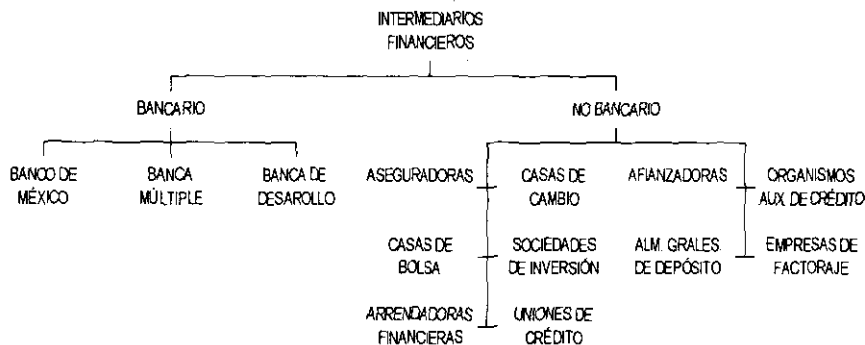 INTERMEDIARIOS
FINANCIEROS
BANCARIO
NO BANCARIO
BANCO DE
MÉXICO
BANCA
MÚLTIPLE
BANCA DE
DESAROLLO
ASEGURADORAS
CASAS DE
CAMBIO
AFIANZADORAS
ORGANISMOS
AUX. DE CRÉDITO
CASAS DE
BOLSA
SOCIEDADES
DE INVERSIÓN
ALM. GRALES.
DE DEPÓSITO
EMPRESAS DE
FACTORAJE
ARRENDADORAS
FINANCIERAS
UNIONES DE
CRÉDITO